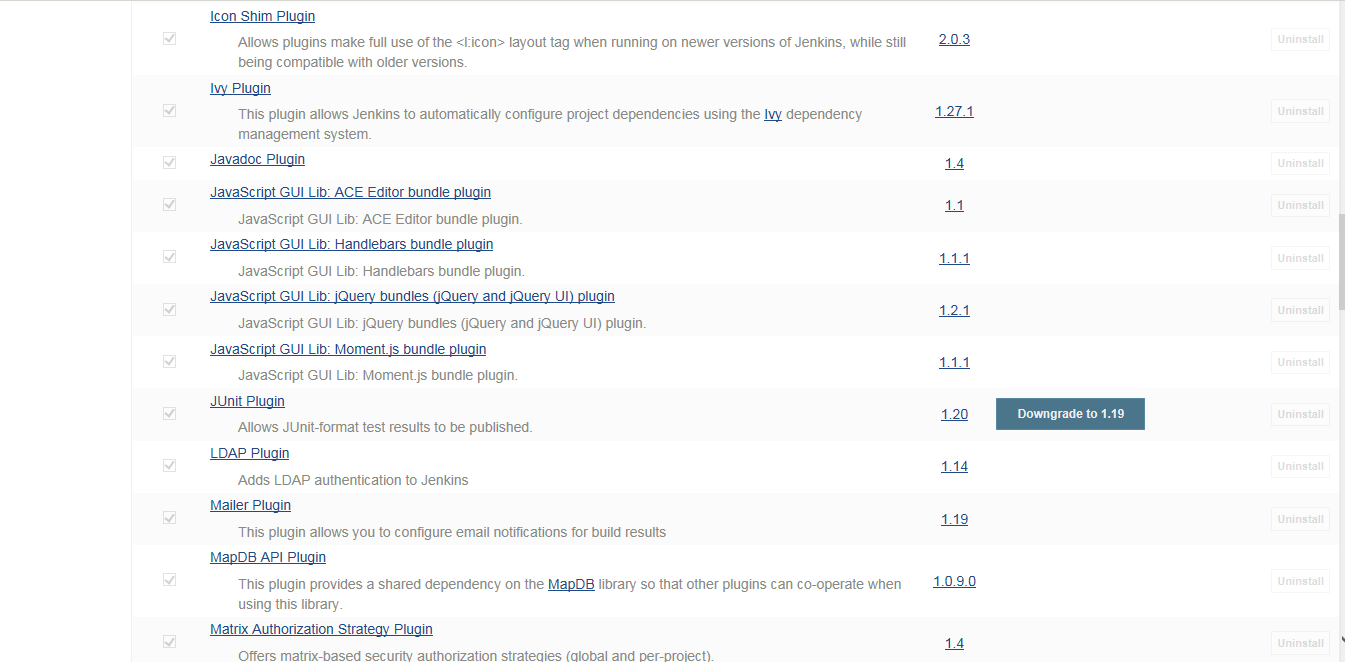 Icon Shim Plugin
Allows plugins make full use of the <l:icon> layout tag when running on newer versions of Jenkins, while still
being compatible with older versions.
2.0.3
Uninstall
Ivy Plugin
This plugin allows Jenkins to automatically configure project dependencies using the Ivy dependency
management system.
1.27.1
Uninstall
Javadoc Plugin
1.4
Uninstall
JavaScript GUI Lib: ACE Editor bundle plugin
JavaScript GUI Lib: ACE Editor bundle plugin.
1.1
Uninstall
JavaScript GUI Lib: Handlebars bundle plugin
JavaScript GUI Lib: Handlebars bundle plugin.
1.1.1
Uninstall
JavaScript GUI Lib: jQuery bundles (jQuery and jQuery UI) plugin
JavaScript GUI Lib: jQuery bundles (jQuery and jQuery UI) plugin.
1.2.1
Uninstall
JavaScript GUI Lib: Moment.js bundle plugin
JavaScript GUI Lib: Moment.js bundle plugin.
1.1.1
Uninstall
JUnit Plugin
Allows JUnit-format test results to be published.
1.20
Downgrade to 1.19
Uninstall
LDAP Plugin
Adds LDAP authentication to Jenkins
1.14
Uninstall
Mailer Plugin
This plugin allows you to configure email notifications for build results
1.19
Uninstall
MapDB API Plugin
This plugin provides a shared dependency on the MapDB library so that other plugins can co-operate when
using this library.
1.0.9.0
Uninstall
Matrix Authorization Strategy Plugin
Offers matrix-based security authorization strategies (global and per-project).
1.4
Uninstall